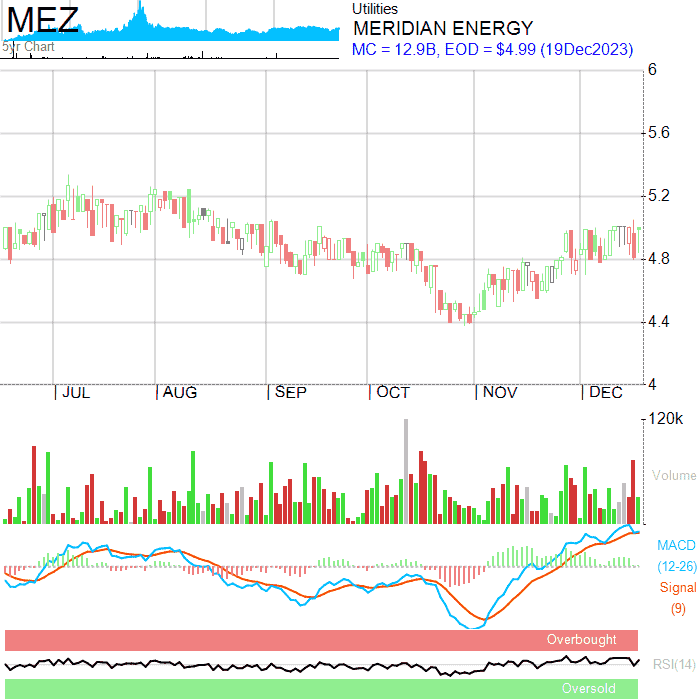 MEZ
5yr Chart
Utilities
MERIDIAN ENERGY
MC = 12.9B, EOD = $4.99 (19Dec2023)
6
5.6
5.2
4.8
4.4
4
JUL AUG SEP OCT NOV DEC
120k
Volume
MACD
(12-26)
Signal
(9)
Overbought
RSI(14)
Oversold